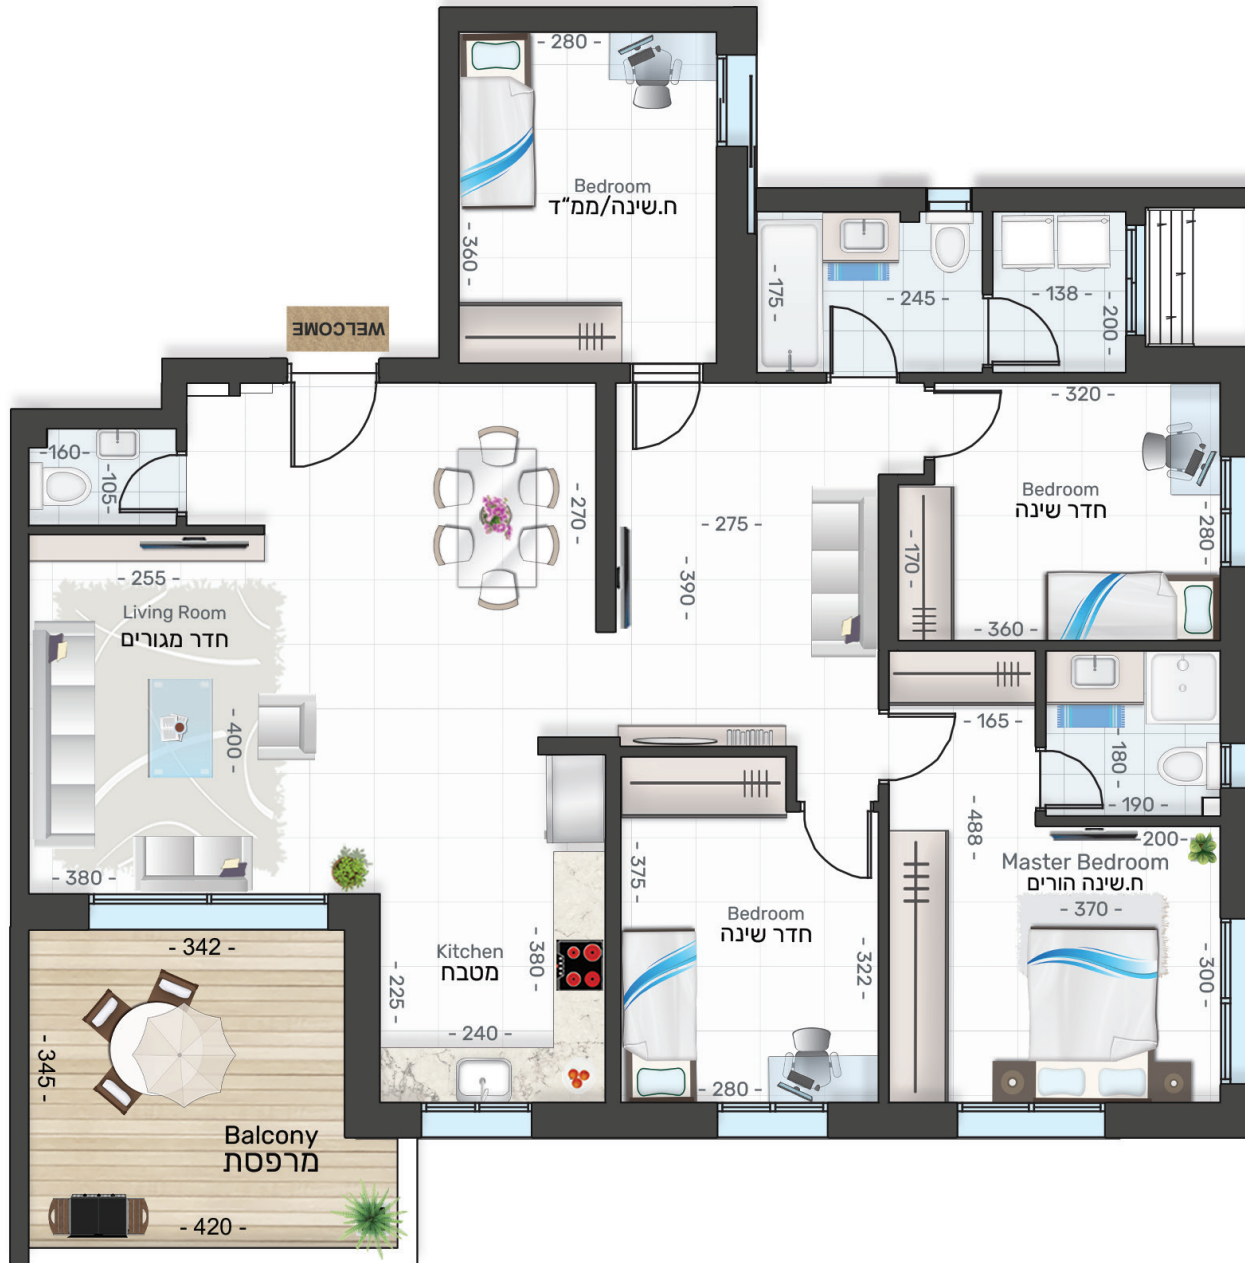 - 280 -
Bedroom
ח.שינה/ממ״ד
- 360 -
WELCOME
- 175 -
- 245 -
- 138 -
- 200 -
-160-
-105-
- 270 -
- 275 -
- 390 -
- 320 -
Bedroom
חדר שינה
- 280 -
- 170 -
- 360 -
- 255 -
Living Room
חדר מגורים
- 400 -
- 380 -
- 165 -
- 180 -
- 190 -
- 488 -
-200-
Master Bedroom
ח.שינה הורים
- 370 -
- 300 -
- 375 -
Bedroom
חדר שינה
- 322 -
- 280 -
Kitchen
מטבח
- 380 -
- 225 -
- 240 -
- 342 -
- 345 -
Balcony
מרפסת
- 420 -